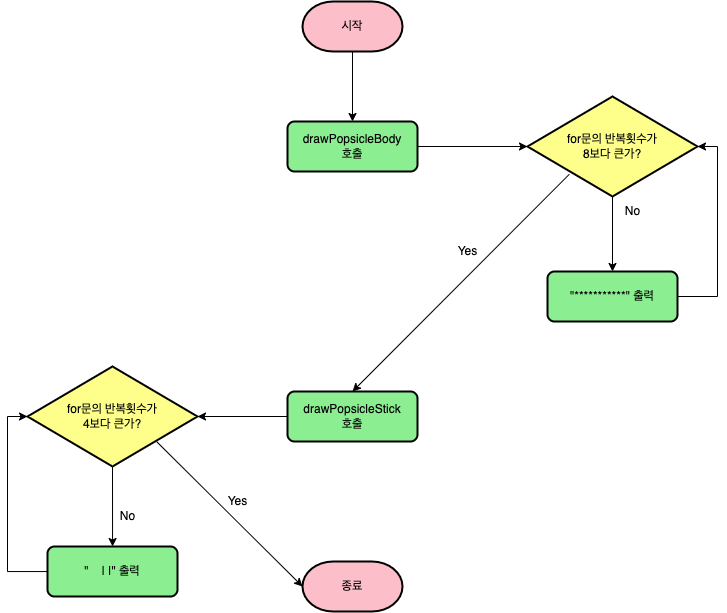 시작
drawPopsicleBody
호출
for문의 반복횟수가
8보다 큰가?
No
Yes
"***********" 출력
for문의 반복횟수가
4보다 큰가?
drawPopsicleStick
호출
Yes
No
"    | |" 출력
종료